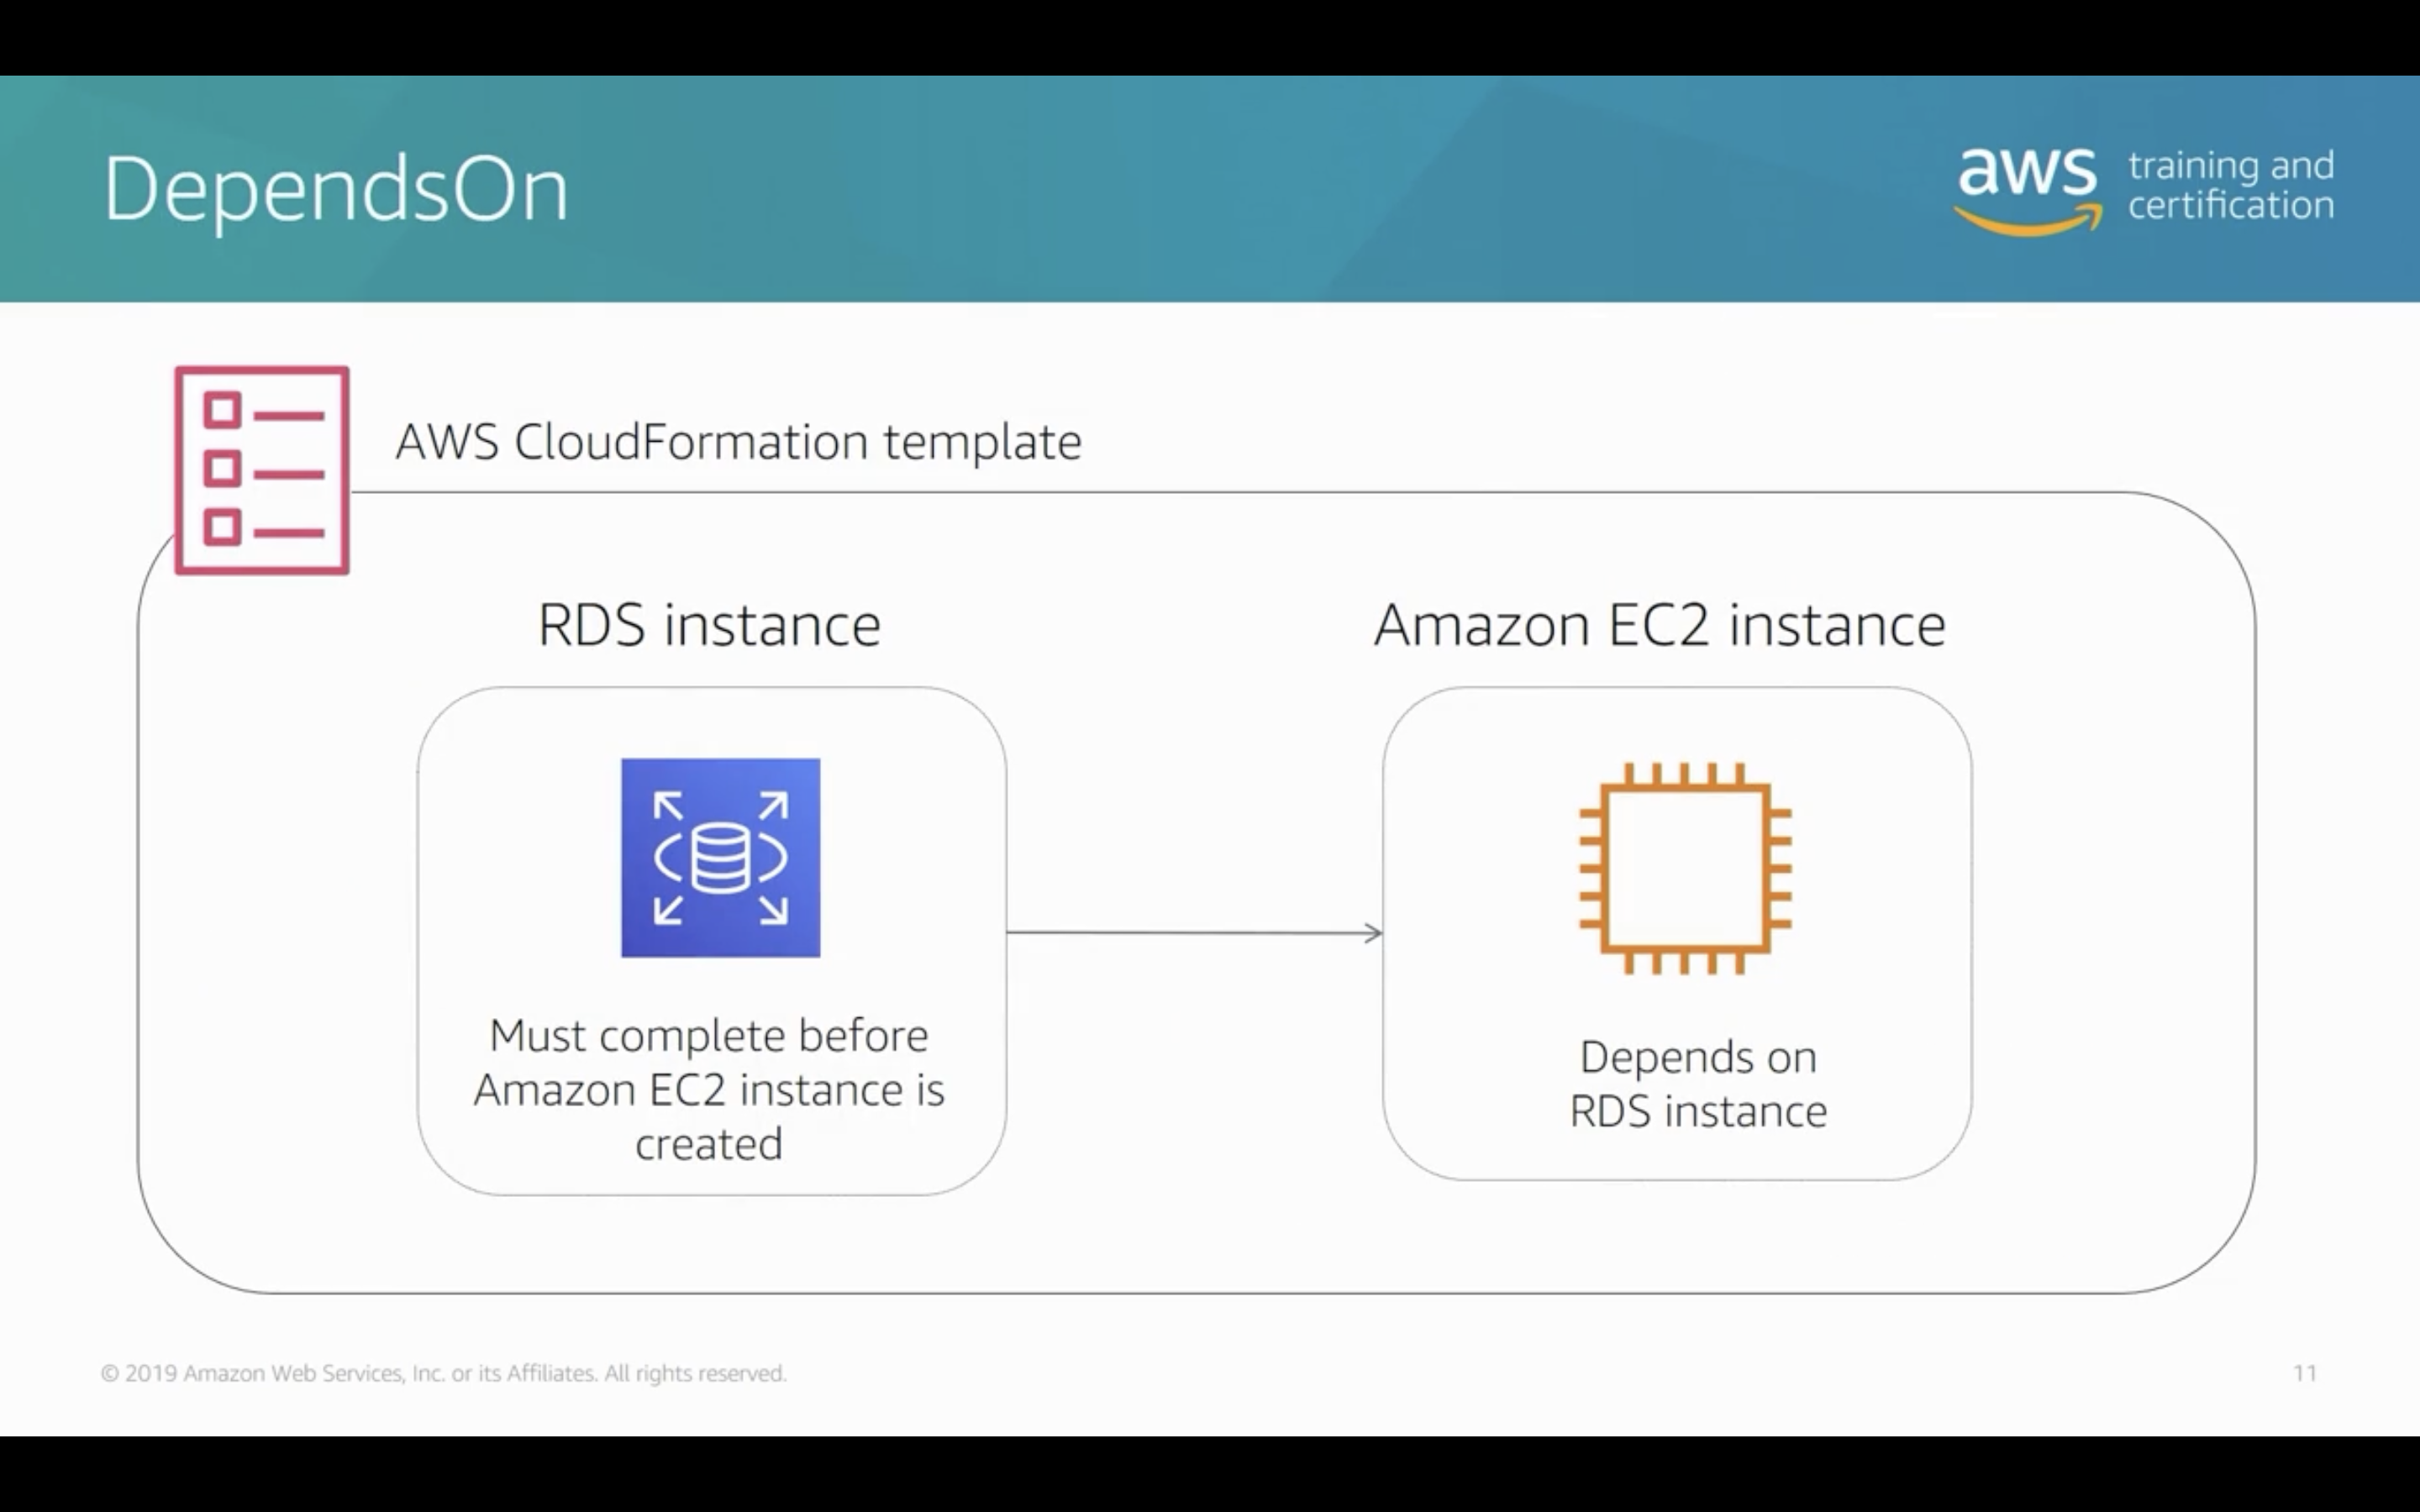 DependsOn
aws
training and
certification
AWS CloudFormation template
RDS instance
Amazon EC2 instance
Must complete before
Amazon EC2 instance is
created
Depends on
RDS instance
© 2019 Amazon Web Services, Inc. or its Affiliates. All rights reserved.
11